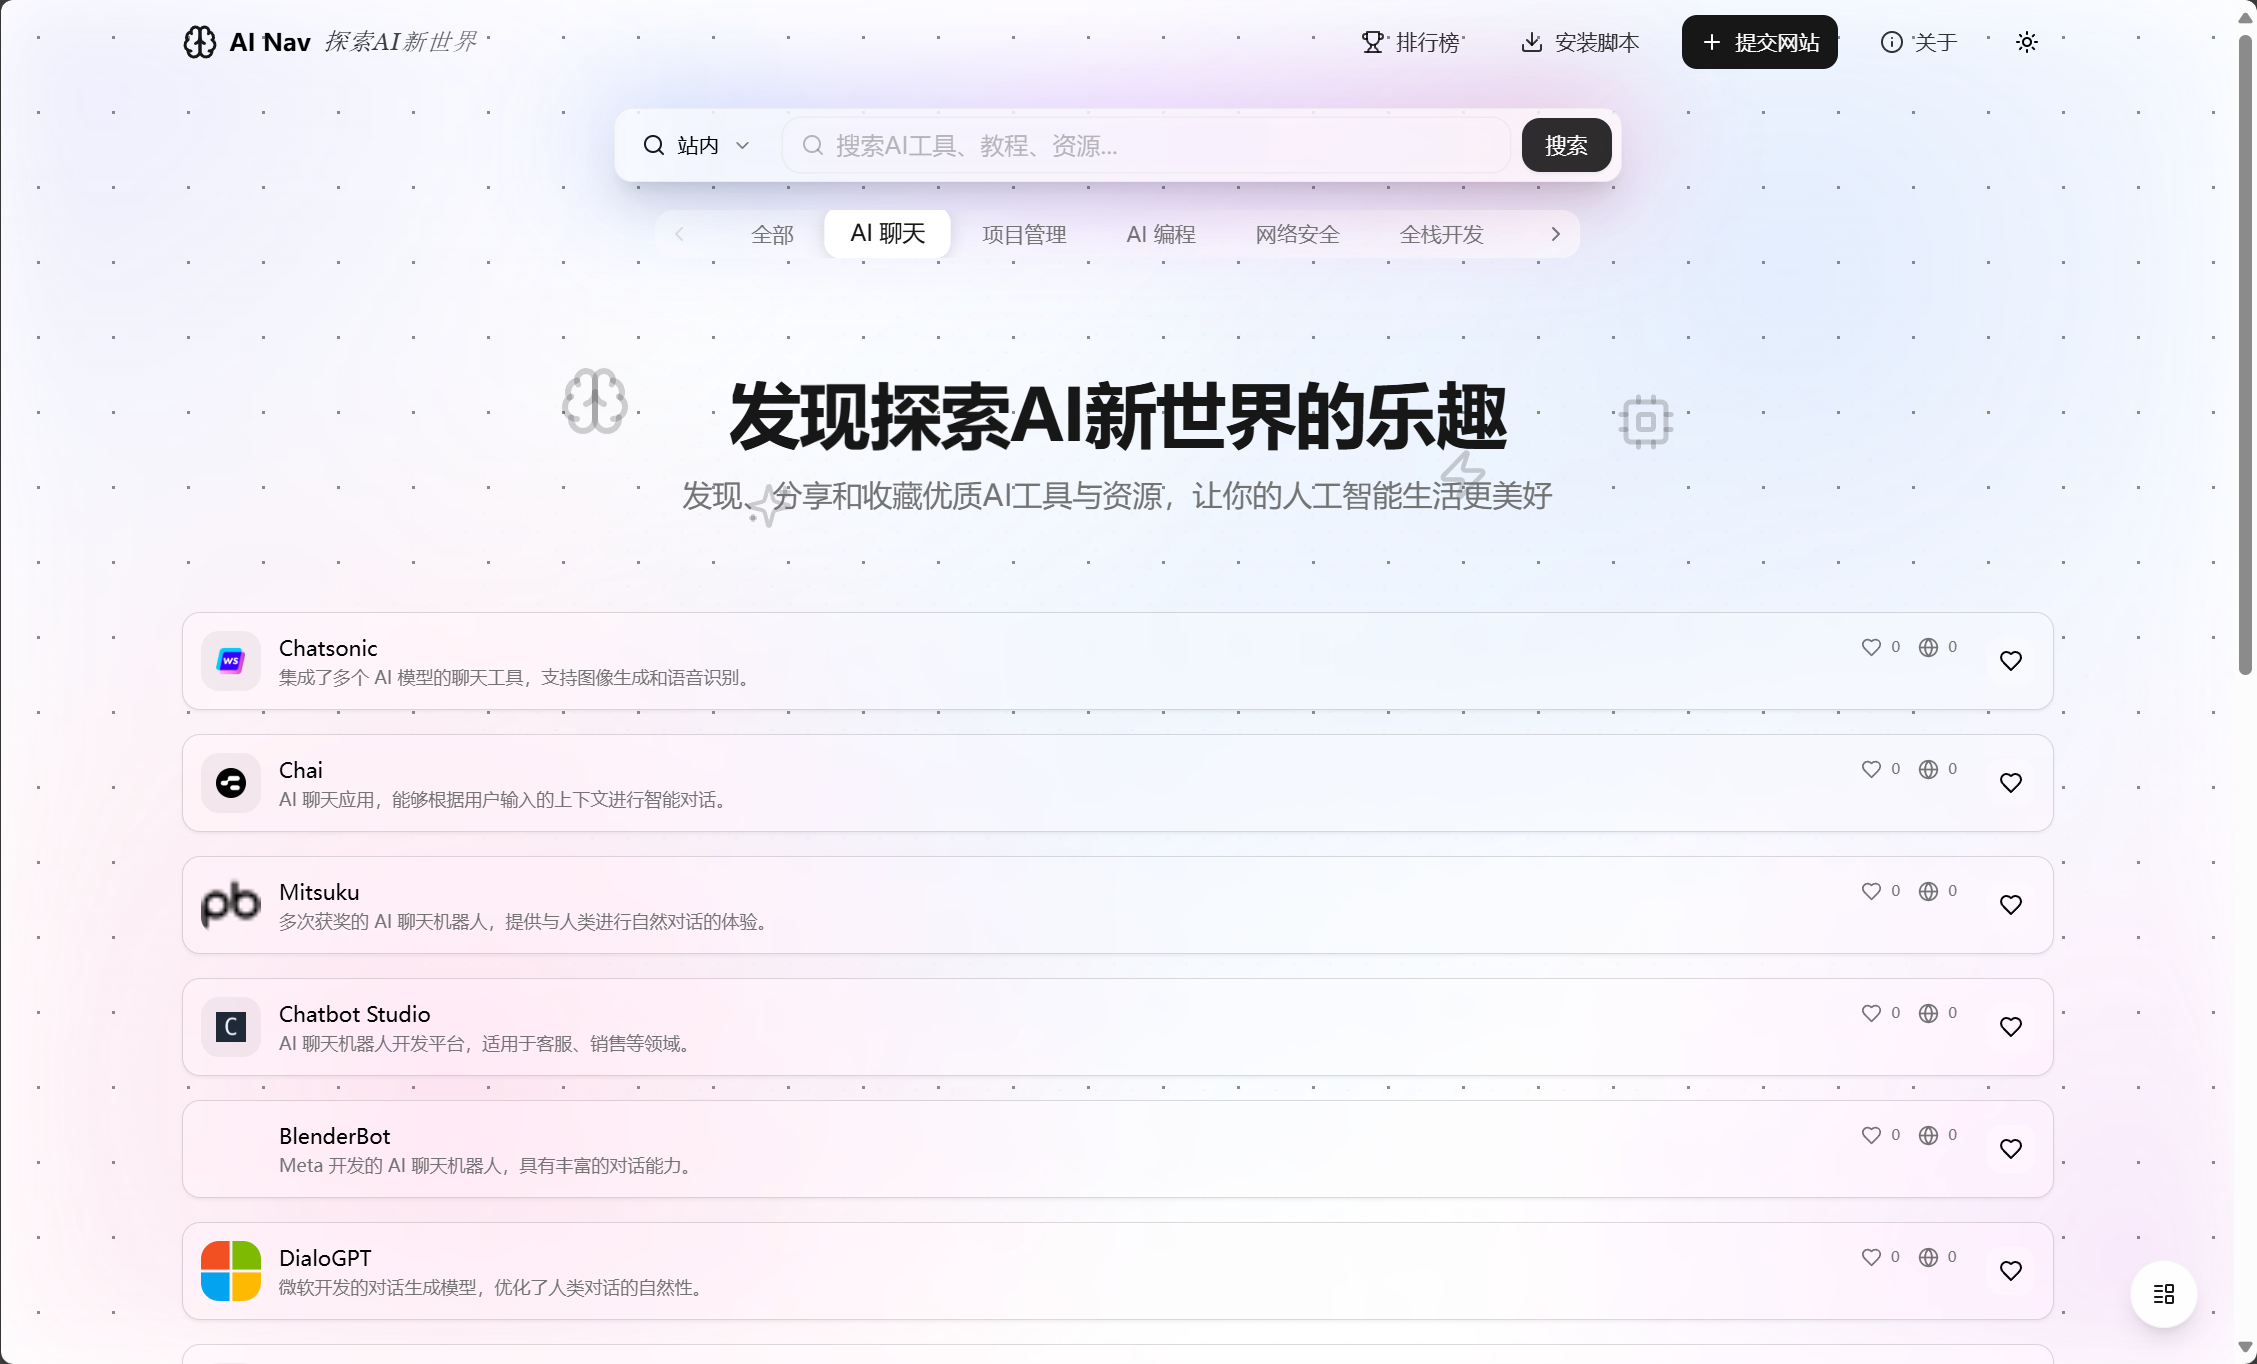 AI Nav 探索AI新世界 排行榜 安装脚本 提交网站 关于
站内 搜索AI工具、教程、资源... 搜索
全部 AI 聊天 项目管理 AI 编程 网络安全 全栈开发
发现探索AI新世界的乐趣
发现、分享和收藏优质AI工具与资源，让你的人工智能生活更美好
Chatsonic 0 0
WS
集成了多个 AI 模型的聊天工具，支持图像生成和语音识别。
Chai 0 0
AI 聊天应用，能够根据用户输入的上下文进行智能对话。
pb
Mitsuku 0 0
多次获奖的 AI 聊天机器人，提供与人类进行自然对话的体验。
C
Chatbot Studio 0 0
AI 聊天机器人开发平台，适用于客服、销售等领域。
BlenderBot 0 0
Meta 开发的 AI 聊天机器人，具有丰富的对话能力。
DialoGPT 0 0
微软开发的对话生成模型，优化了人类对话的自然性。